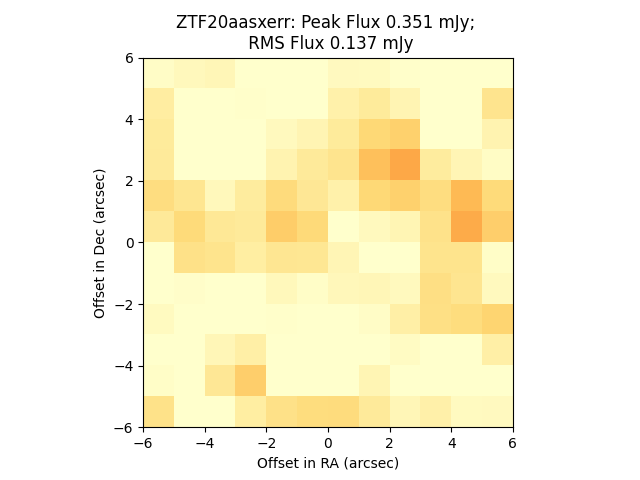 ZTF20aasxerr: Peak Flux 0.351 mJy;
RMS Flux 0.137 mJy
6
4
2
0
−2
−4
−6
Offset in Dec (arcsec)
−6 −4 −2 0 2 4 6
Offset in RA (arcsec)